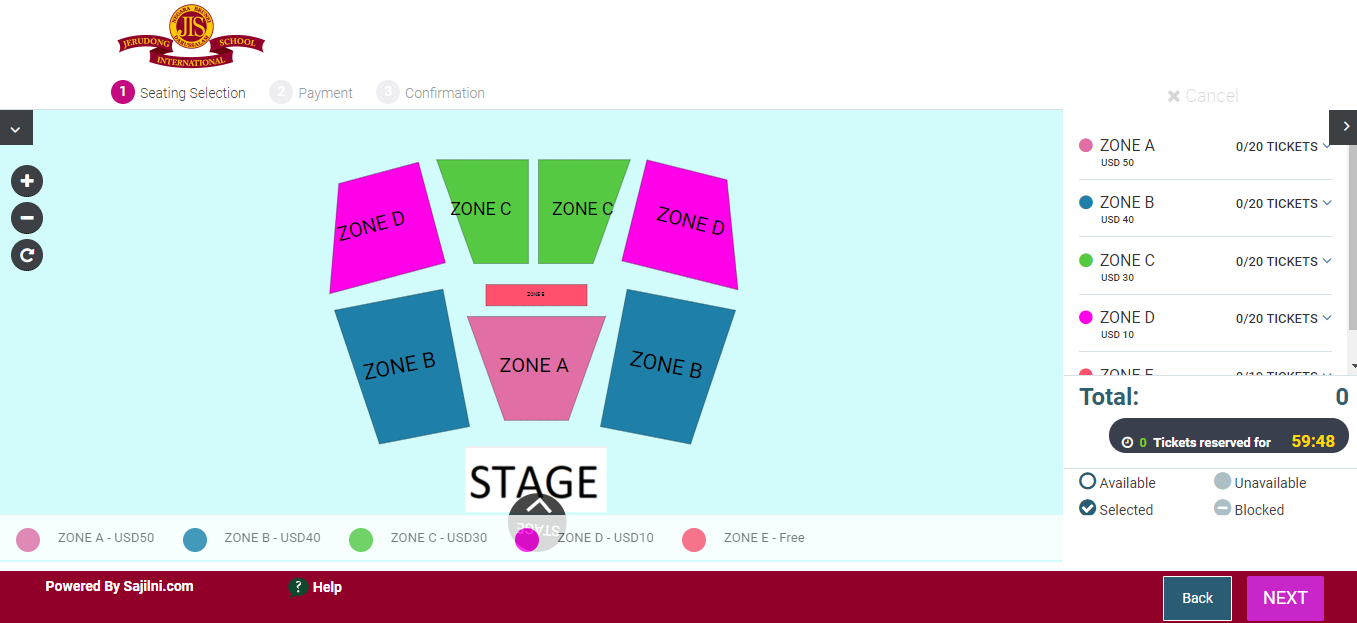 NEGARA BRUNEI
JIS
DARUSSALAM
JERUDONG SCHOOL
INTERNATIONAL
1 Seating Selection 2 Payment 3 Confirmation
Cancel
ZONE D
ZONE C
ZONE C
ZONE D
ZONE E
ZONE B
ZONE A
ZONE B
STAGE
STAGE
ZONE A - USD50 ZONE B - USD40 ZONE C - USD30 ZONE D - USD10 ZONE E - Free
ZONE A 0/20 TICKETS
USD 50
ZONE B 0/20 TICKETS
USD 40
ZONE C 0/20 TICKETS
USD 30
ZONE D 0/20 TICKETS
USD 10
ZONE E 0/10 TICKETS
Total: 0
0 Tickets reserved for 59:48
Available Unavailable
Selected Blocked
Powered By Sajilni.com ? Help Back NEXT